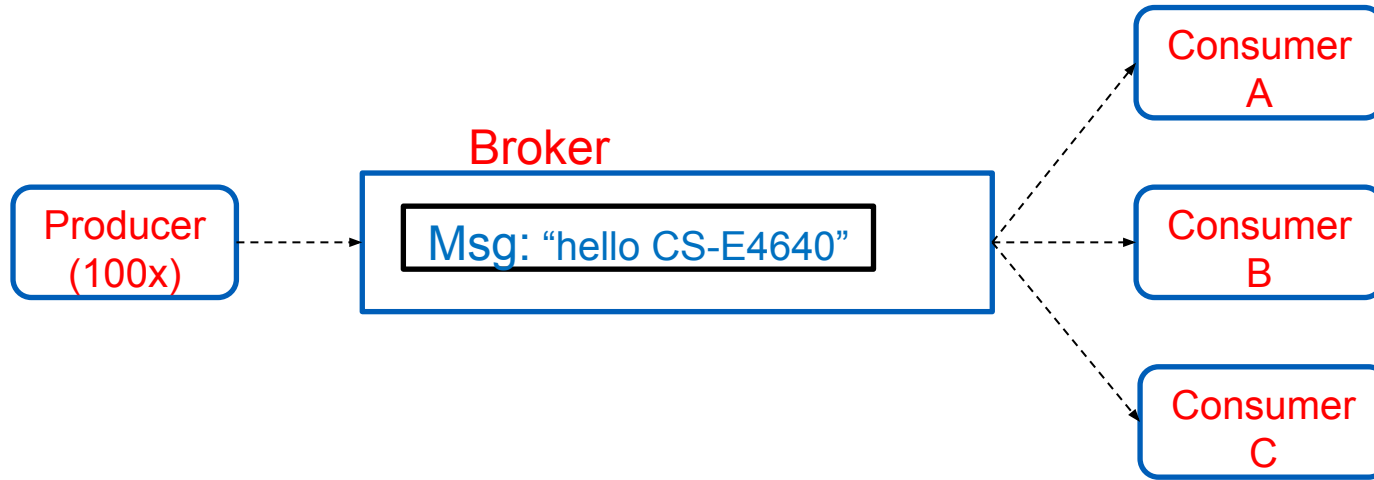 Consumer
A
Broker
Producer
(100x)
Msg: “hello CS-E4640”
Consumer
B
Consumer
C